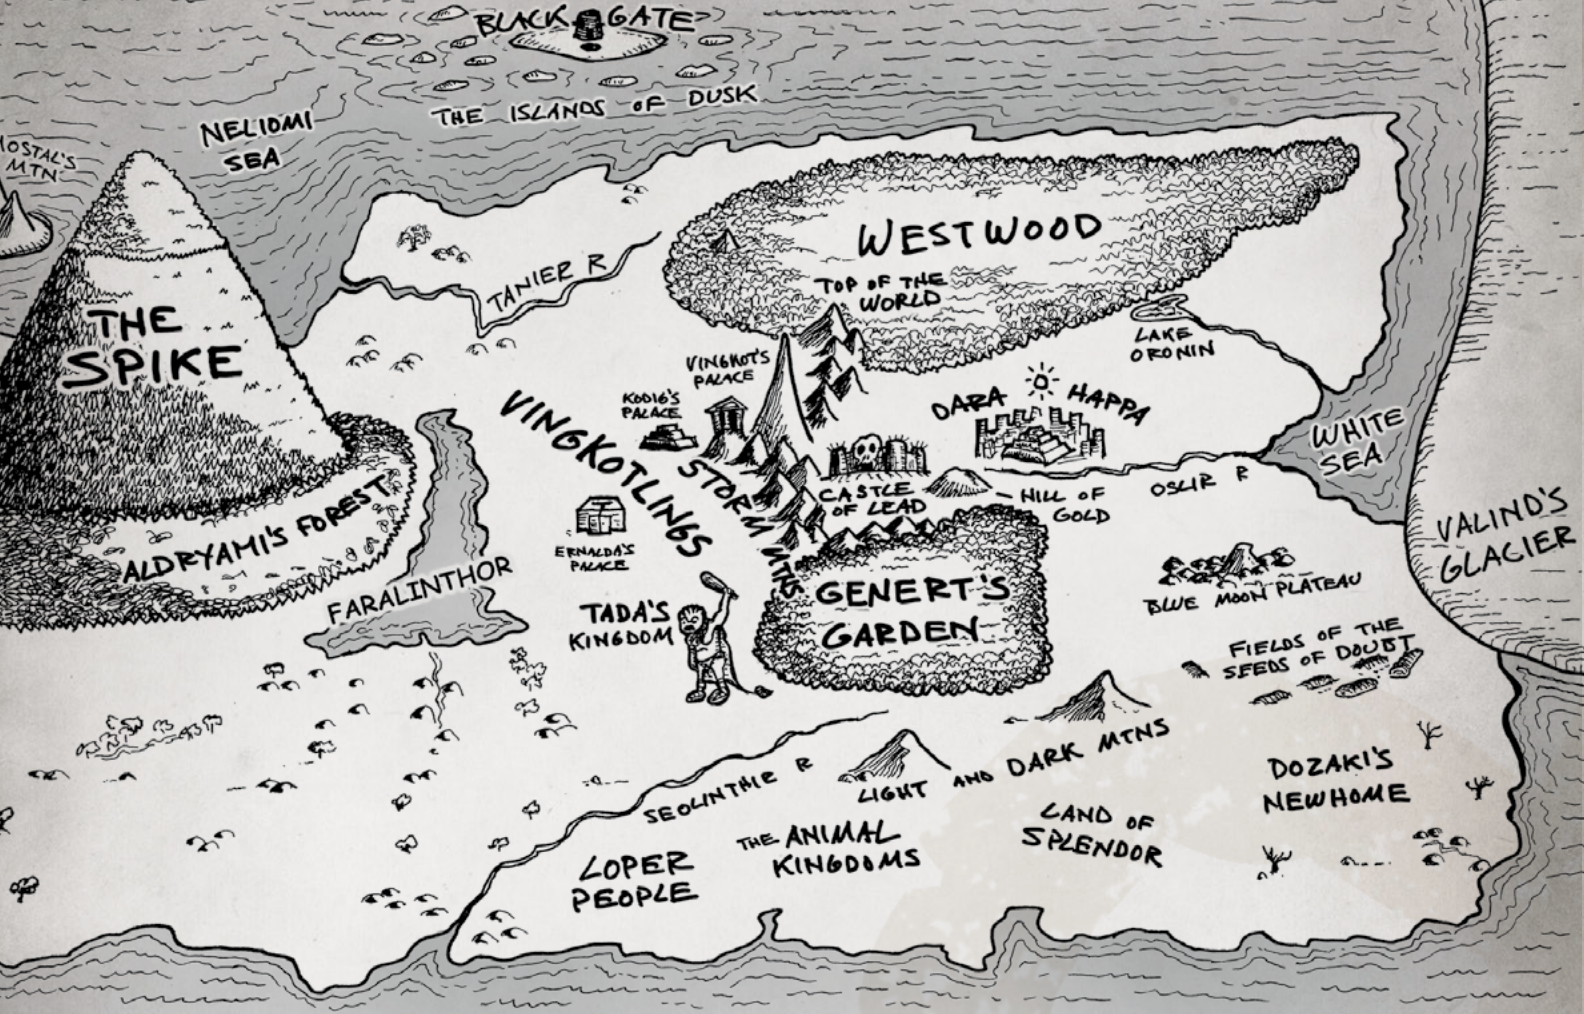 BLACK GATE
THE ISLANDS OF DUSK
NELIOMI
SEA
MOSTAL'S
MTN
THE
SPIKE
TANIER R
WESTWOOD
TOP OF THE
WORLD
LAKE
ORONIN
VINGKOT'S
PALACE
KODIG'S
PALACE
VINGKOTLINGS
STORM MTNS
DARA HAPPA
WHITE
SEA
CASTLE
OF LEAD
HILL OF
GOLD
OSLIR R
VALIND'S
GLACIER
ALDRYAMI'S FOREST
FARALINTHOR
ERNALDA'S
PALACE
TADA'S
KINGDOM
GENERT'S
GARDEN
BLUE MOON PLATEAU
FIELDS OF THE
SEEDS OF DOUBT
SEOLINTHIE R
LIGHT AND DARK MTNS
DOZAKI'S
NEWHOME
LOPER
PEOPLE
THE ANIMAL
KINGDOMS
LAND OF
SPLENDOR